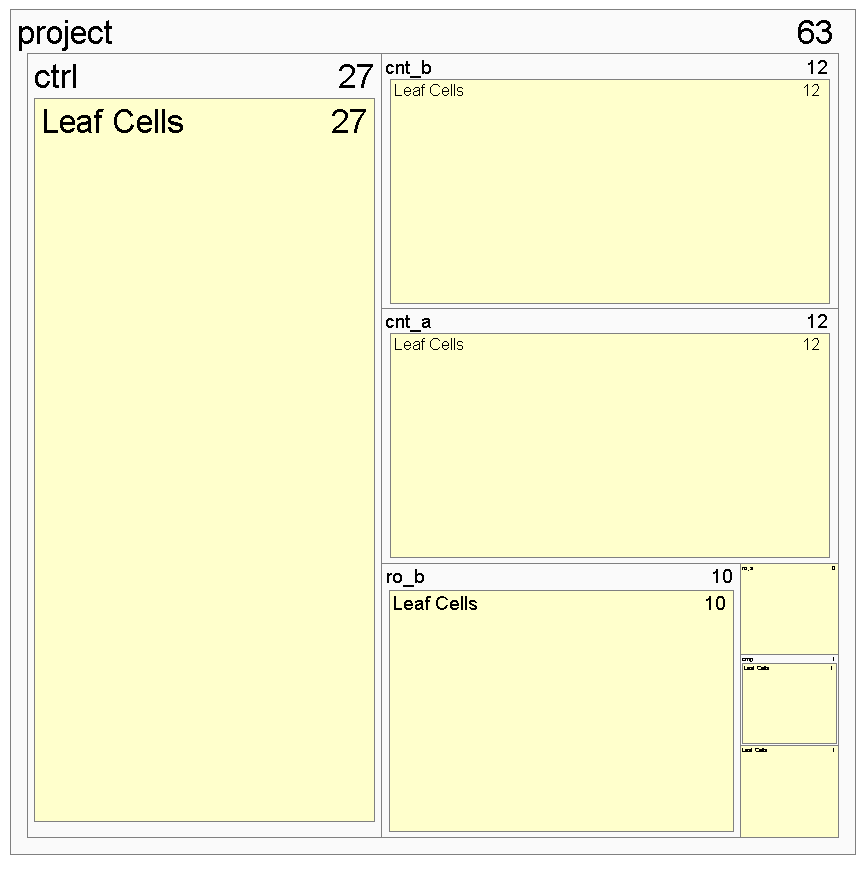 project 63
ctrl 27
Leaf Cells 27
cnt_b 12
Leaf Cells 12
cnt_a 12
Leaf Cells 12
ro_b 10
Leaf Cells 10
ro_a 0
cmp 1
Leaf Cells 1
Leaf Cells 1